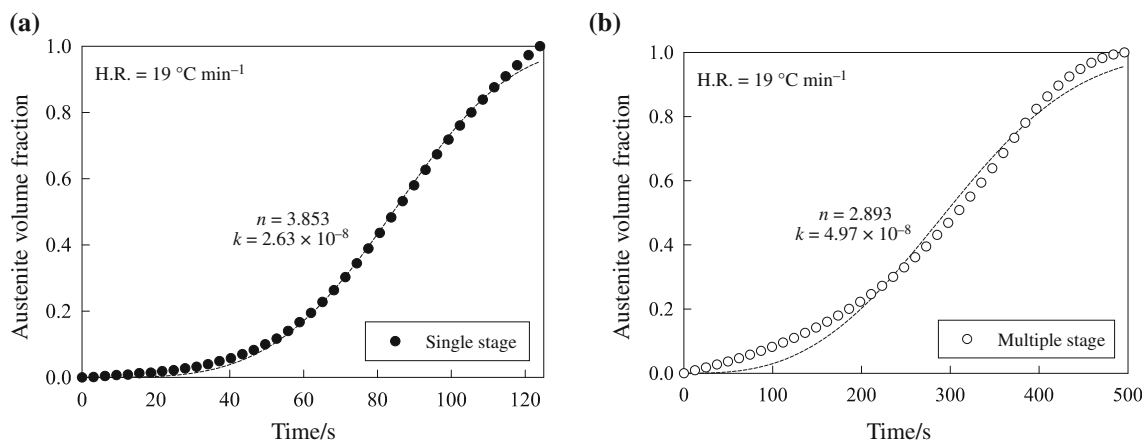 (a)
1.0
H.R. = 19 °C min⁻¹
0.8
0.6
n = 3.853
k = 2.63 × 10⁻⁸
0.4
0.2
Single stage
0.0
0 20 40 60 80 100 120
Time/s
Austenite volume fraction
(b)
1.0
H.R. = 19 °C min⁻¹
0.8
0.6
n = 2.893
k = 4.97 × 10⁻⁸
0.4
0.2
Multiple stage
0.0
0 100 200 300 400 500
Time/s
Austenite volume fraction